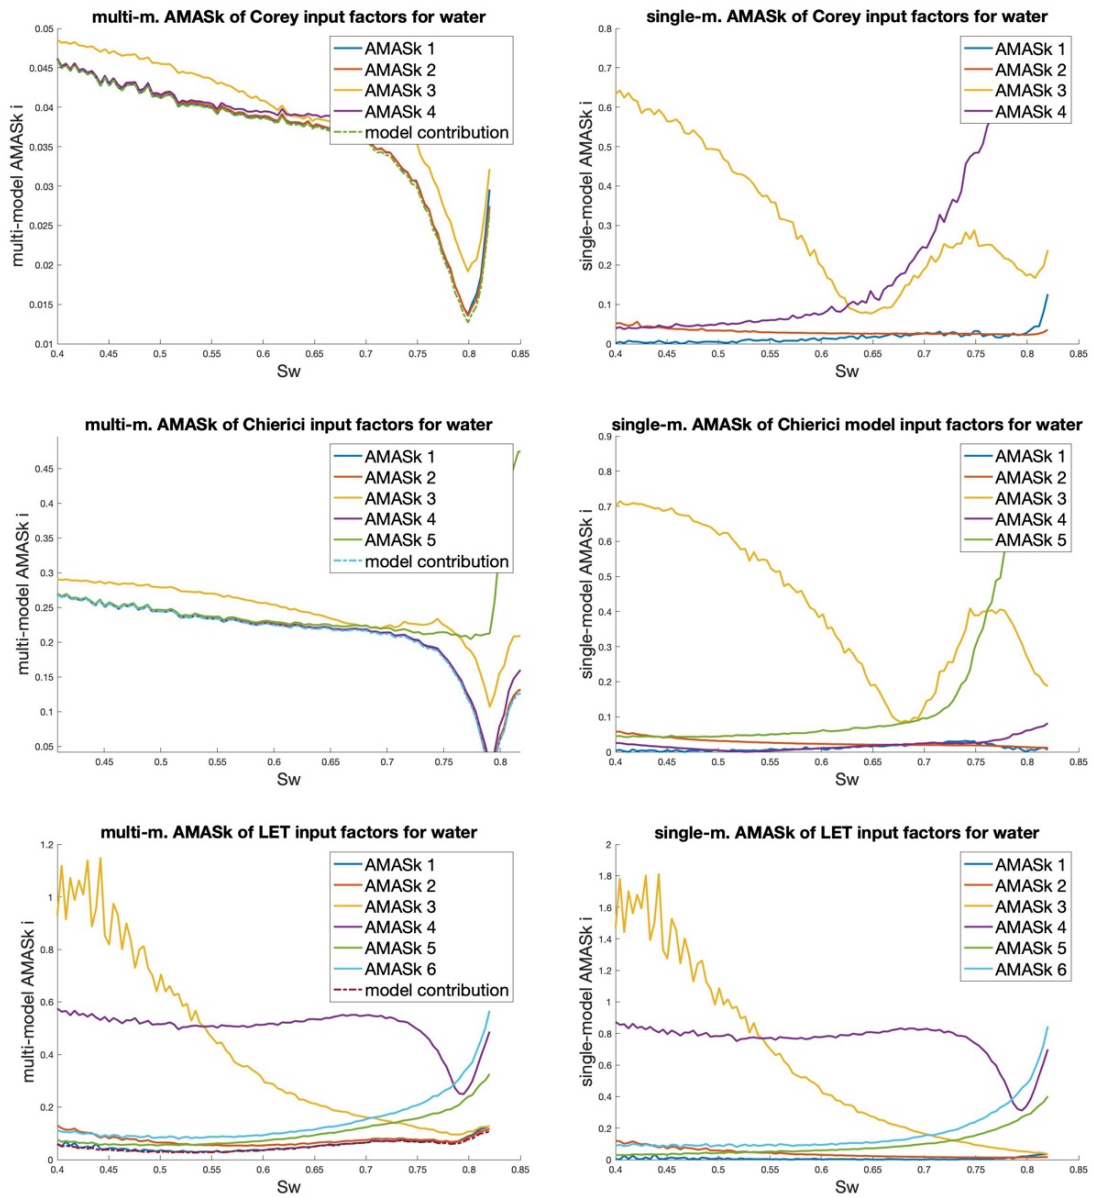 multi-m. AMASk of Corey input factors for water
0.05
0.045
0.04
0.035
0.03
0.025
0.02
0.015
0.01
multi-model AMASk i
AMASk 1
AMASk 2
AMASk 3
AMASk 4
model contribution
0.4 0.45 0.5 0.55 0.6 0.65 0.7 0.75 0.8 0.85
Sw
single-m. AMASk of Corey input factors for water
0.8
0.7
0.6
0.5
0.4
0.3
0.2
0.1
0
single-model AMASk i
AMASk 1
AMASk 2
AMASk 3
AMASk 4
0.4 0.45 0.5 0.55 0.6 0.65 0.7 0.75 0.8 0.85
Sw
multi-m. AMASk of Chierici input factors for water
0.45
0.4
0.35
0.3
0.25
0.2
0.15
0.1
0.05
multi-model AMASk i
AMASk 1
AMASk 2
AMASk 3
AMASk 4
AMASk 5
model contribution
0.45 0.5 0.55 0.6 0.65 0.7 0.75 0.8
Sw
single-m. AMASk of Chierici model input factors for water
0.9
0.8
0.7
0.6
0.5
0.4
0.3
0.2
0.1
0
single-model AMASk i
AMASk 1
AMASk 2
AMASk 3
AMASk 4
AMASk 5
0.4 0.45 0.5 0.55 0.6 0.65 0.7 0.75 0.8 0.85
Sw
multi-m. AMASk of LET input factors for water
1.2
1
0.8
0.6
0.4
0.2
0
multi-model AMASk i
AMASk 1
AMASk 2
AMASk 3
AMASk 4
AMASk 5
AMASk 6
model contribution
0.4 0.45 0.5 0.55 0.6 0.65 0.7 0.75 0.8 0.85
Sw
single-m. AMASk of LET input factors for water
2
1.8
1.6
1.4
1.2
1
0.8
0.6
0.4
0.2
0
single-model AMASk i
AMASk 1
AMASk 2
AMASk 3
AMASk 4
AMASk 5
AMASk 6
0.4 0.45 0.5 0.55 0.6 0.65 0.7 0.75 0.8 0.85
Sw